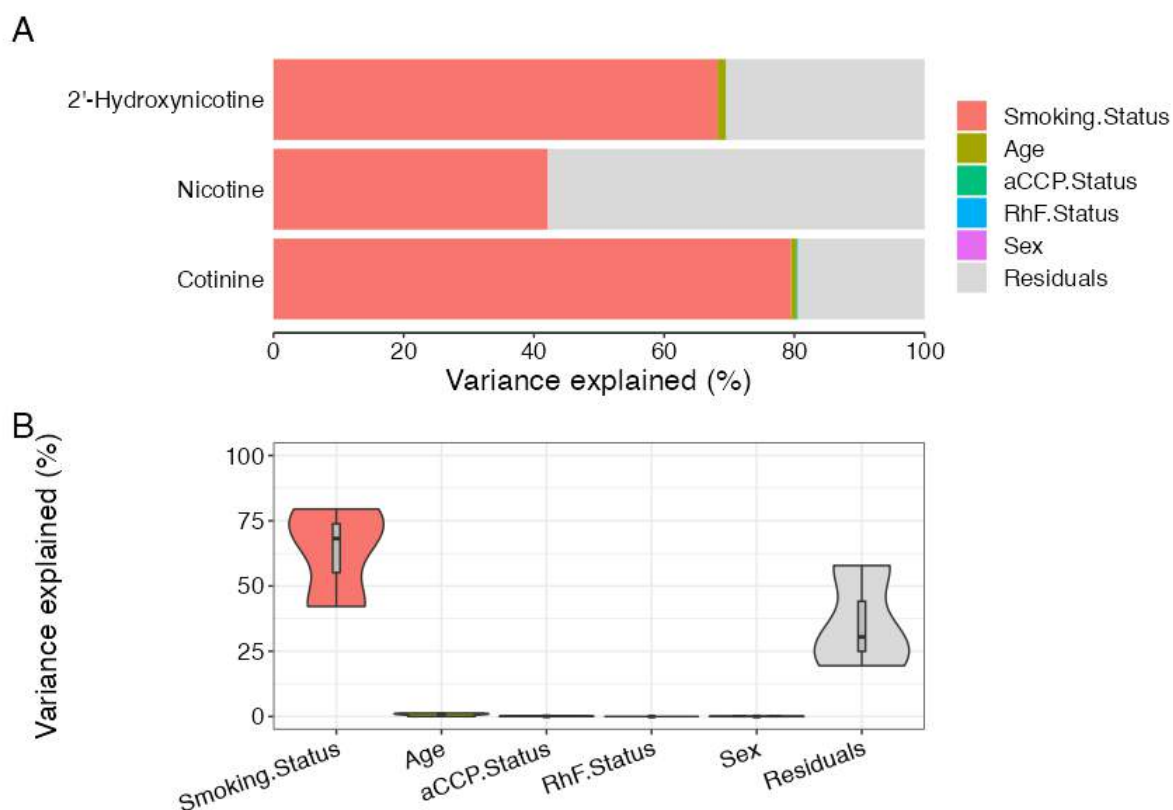 A
2'-Hydroxynicotine
Nicotine
Cotinine
0 20 40 60 80 100
Variance explained (%)
Smoking.Status
Age
aCCP.Status
RhF.Status
Sex
Residuals
B
Variance explained (%)
100
75
50
25
0
Smoking.Status
Age
aCCP.Status
RhF.Status
Sex
Residuals